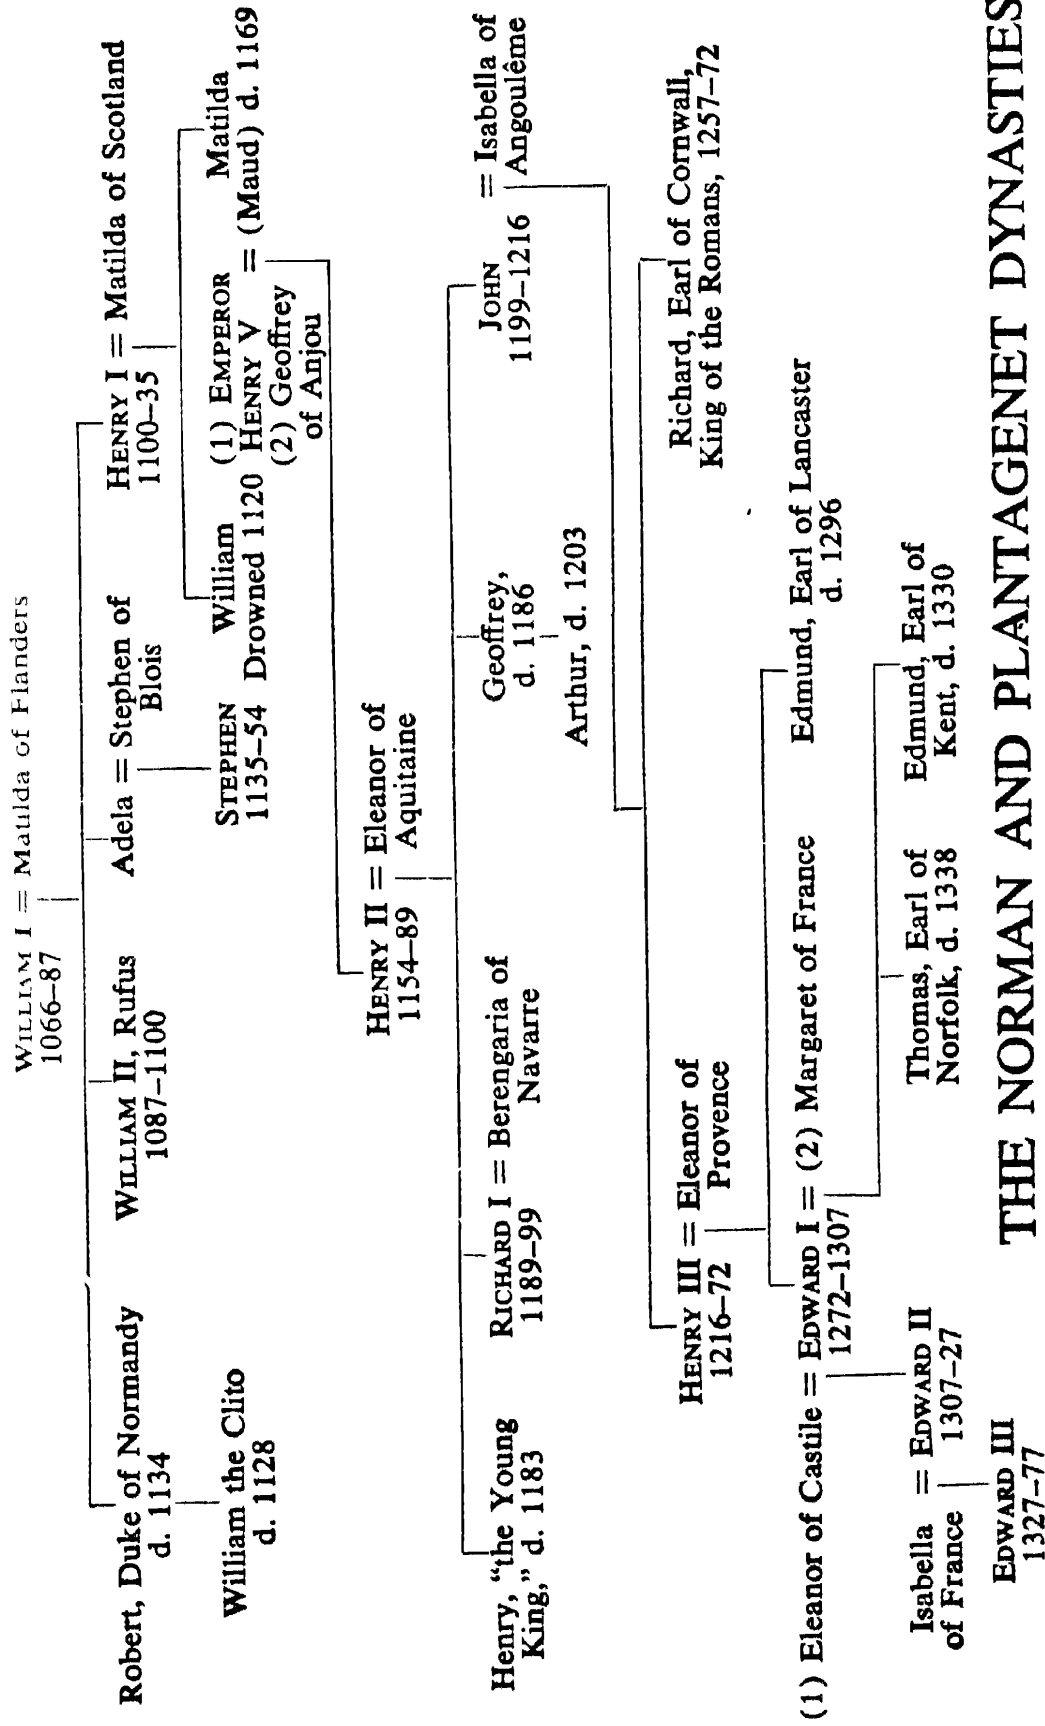 WILLIAM I = Matilda of Flanders
1066–87
Robert, Duke of Normandy
d. 1134
WILLIAM II, Rufus
1087–1100
Adela = Stephen of
Blois
HENRY I = Matilda of Scotland
1100–35
William the Clito
d. 1128
STEPHEN
1135–54
William
Drowned 1120
(1) EMPEROR
HENRY V =
(2) Geoffrey
of Anjou
Matilda
(Maud) d. 1169
HENRY II = Eleanor of
1154–89 Aquitaine
Henry, “the Young
King,” d. 1183
RICHARD I = Berengaria of
1189–99 Navarre
Geoffrey,
d. 1186
Arthur, d. 1203
JOHN = Isabella of
1199–1216 Angoulême
HENRY III = Eleanor of
1216–72 Provence
Richard, Earl of Cornwall,
King of the Romans, 1257–72
(1) Eleanor of Castile = EDWARD I = (2) Margaret of France
1272–1307
Edmund, Earl of Lancaster
d. 1296
Isabella = EDWARD II
of France 1307–27
Thomas, Earl of
Norfolk, d. 1338
Edmund, Earl of
Kent, d. 1330
EDWARD III
1327–77
THE NORMAN AND PLANTAGENET DYNASTIES